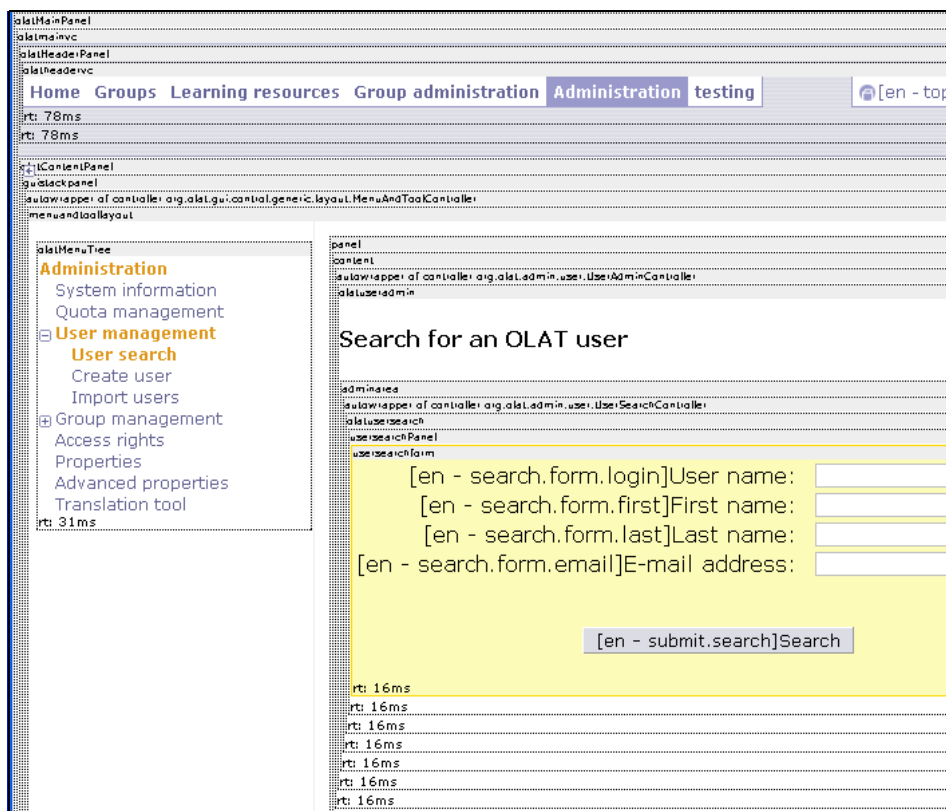 olatMainPanel
olatmainvc
olatHeaderPanel
olatheadervc
Home Groups Learning resources Group administration Administration testing [en - top
rt: 78ms
rt: 78ms
olatContentPanel
guistackpanel
autowrapper of controller org.olat.gui.control.generic.layout.MenuAndToolController
menuandtoollayout
olatMenuTree
Administration
System information
Quota management
User management
User search
Create user
Import users
Group management
Access rights
Properties
Advanced properties
Translation tool
rt: 31ms
panel
content
autowrapper of controller org.olat.admin.user.UserAdminController
olatuseradmin
Search for an OLAT user
adminarea
autowrapper of controller org.olat.admin.user.UserSearchController
olatusersearch
usersearchPanel
usersearchform
[en - search.form.login]User name:
[en - search.form.first]First name:
[en - search.form.last]Last name:
[en - search.form.email]E-mail address:
[en - submit.search]Search
rt: 16ms
rt: 16ms
rt: 16ms
rt: 16ms
rt: 16ms
rt: 16ms
rt: 16ms